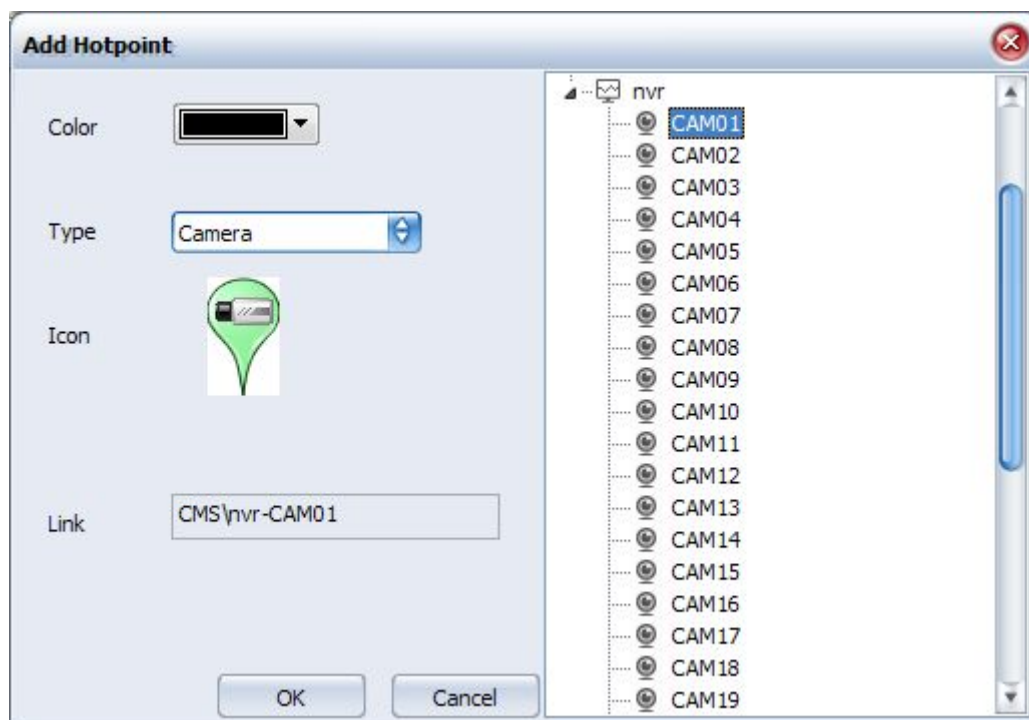 Add Hotpoint
Color
Type
Camera
Icon
Link
CMS\nvr-CAM01
OK
Cancel
nvr
CAM01
CAM02
CAM03
CAM04
CAM05
CAM06
CAM07
CAM08
CAM09
CAM10
CAM11
CAM12
CAM13
CAM14
CAM15
CAM16
CAM17
CAM18
CAM19